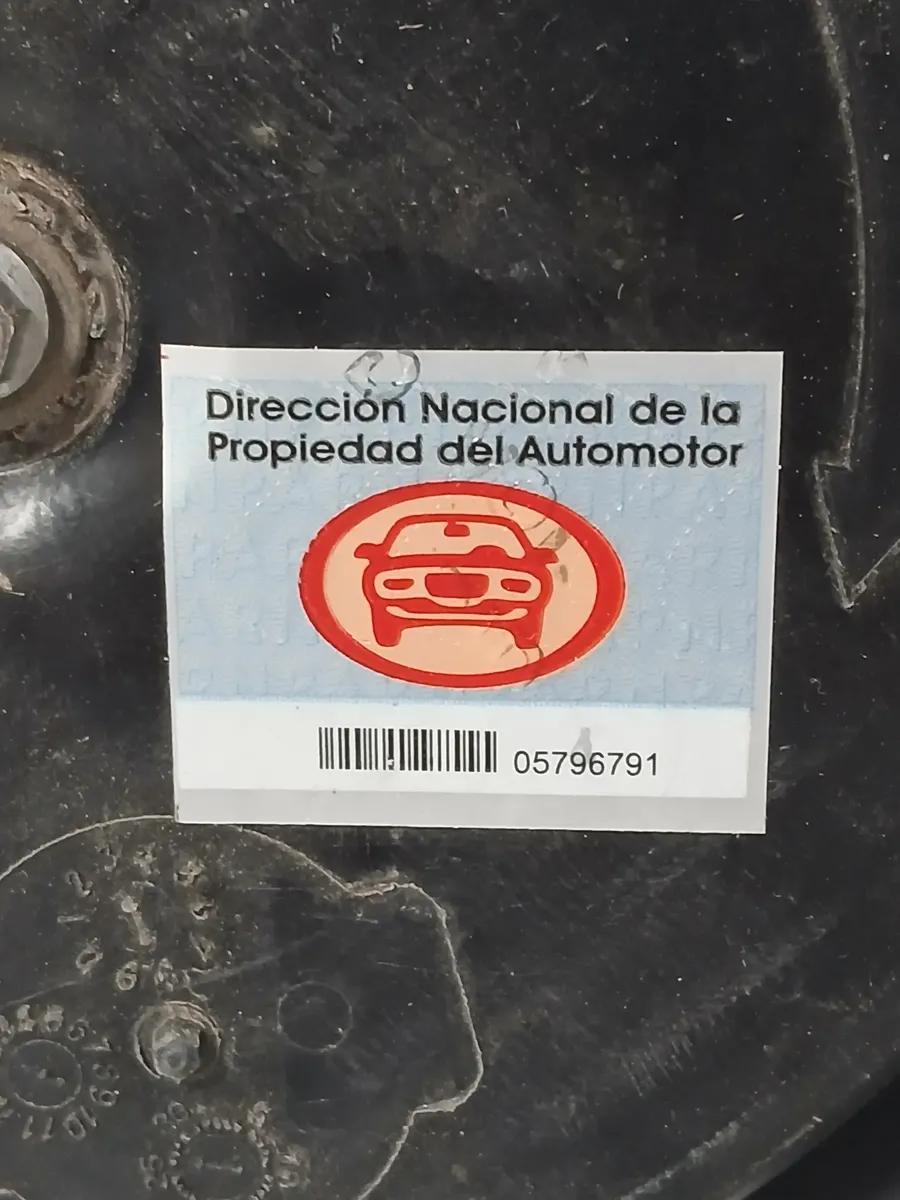 Dirección Nacional de la
Propiedad del Automotor
05796791